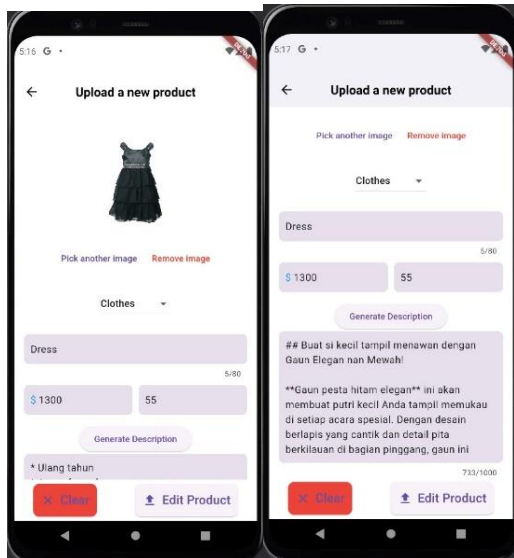 5:16 G
Upload a new product
Pick another image Remove image
Clothes
Dress
5/80
$ 1300 55
Generate Description
* Ulang tahun
× Clear Edit Product
5:17 G
Upload a new product
Pick another image Remove image
Clothes
Dress
5/80
$ 1300 55
Generate Description
## Buat si kecil tampil menawan dengan
Gaun Elegan nan Mewah!
**Gaun pesta hitam elegan** ini akan
membuat putri kecil Anda tampil memukau
di setiap acara spesial. Dengan desain
berlapis yang cantik dan detail pita
berkilauan di bagian pinggang, gaun ini
733/1000
× Clear Edit Product